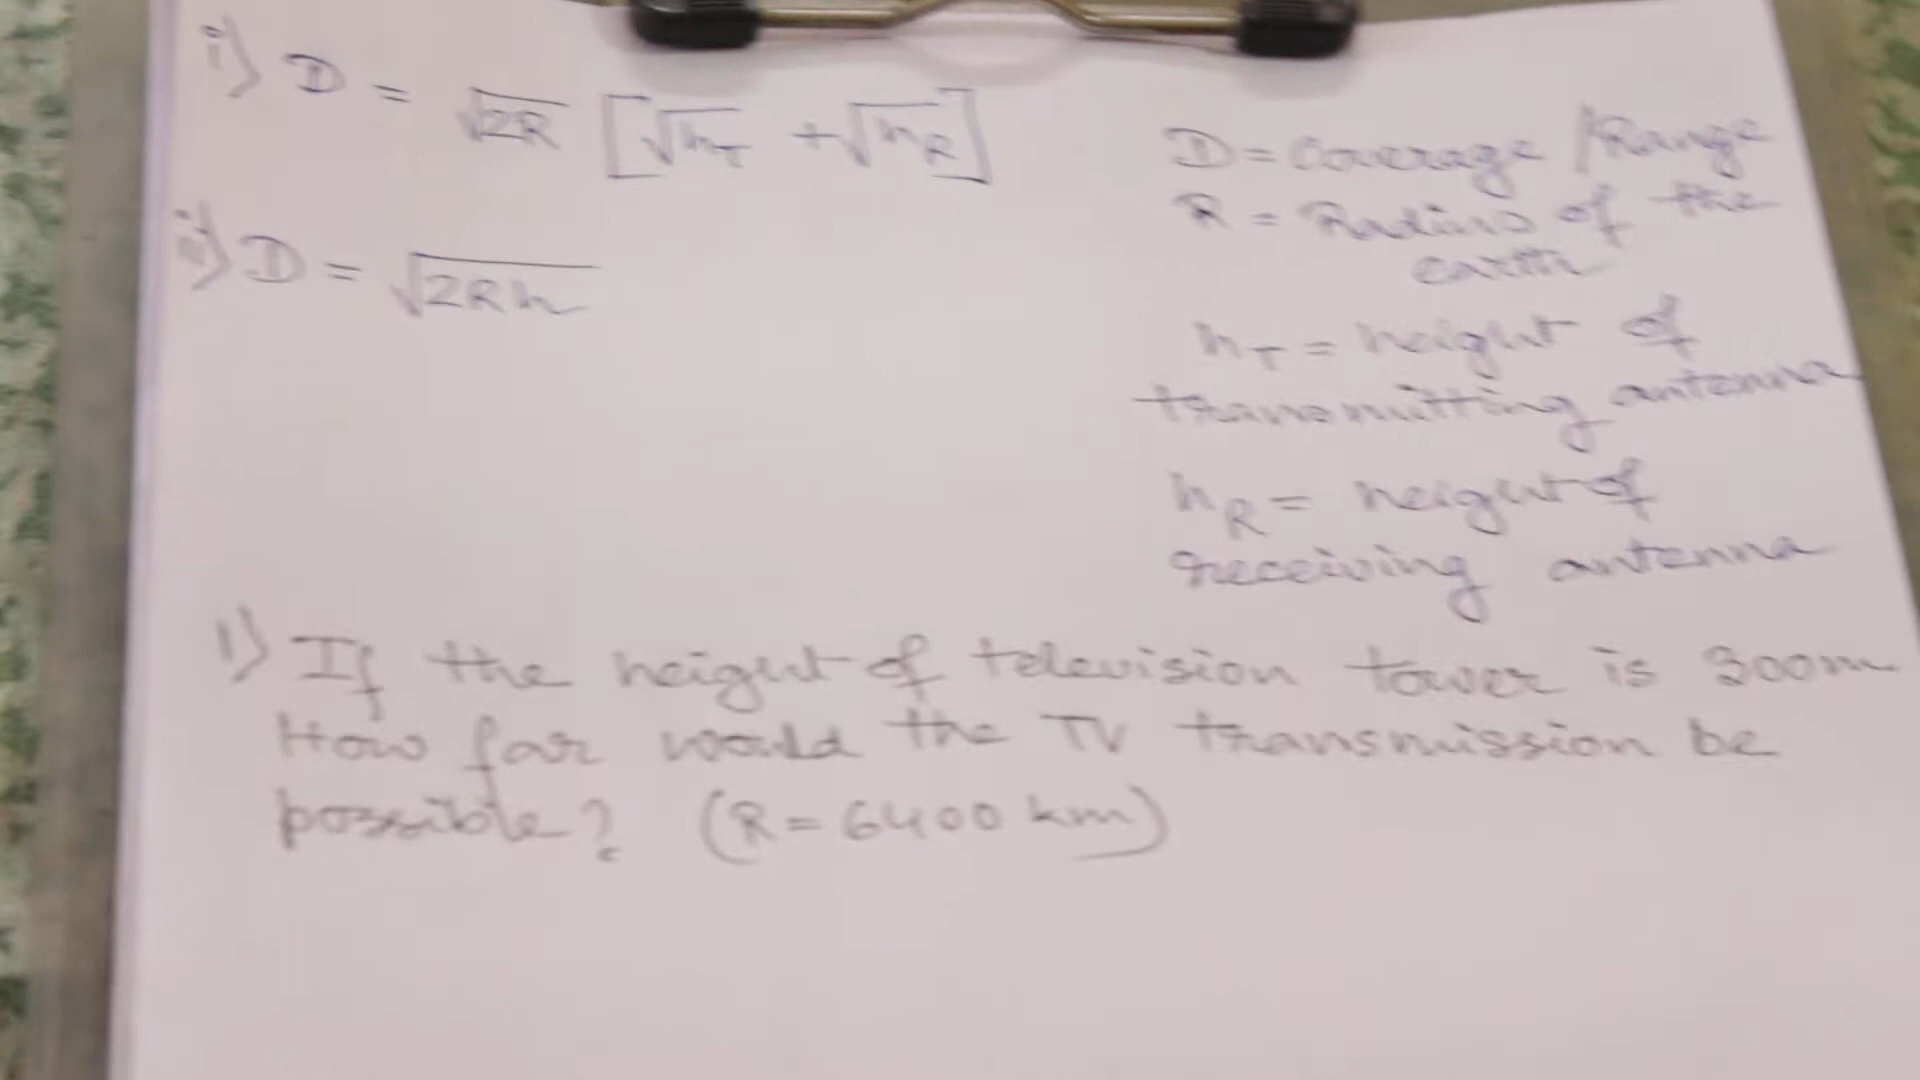 i) D = √2R [√hT + √hR]
ii) D = √2Rh
D = Coverage / Range
R = Radius of the
earth
hT = height of
transmitting antenna
hR = height of
receiving antenna
1) If the height of television tower is 300m
How far would the TV transmission be
possible? (R = 6400 km)